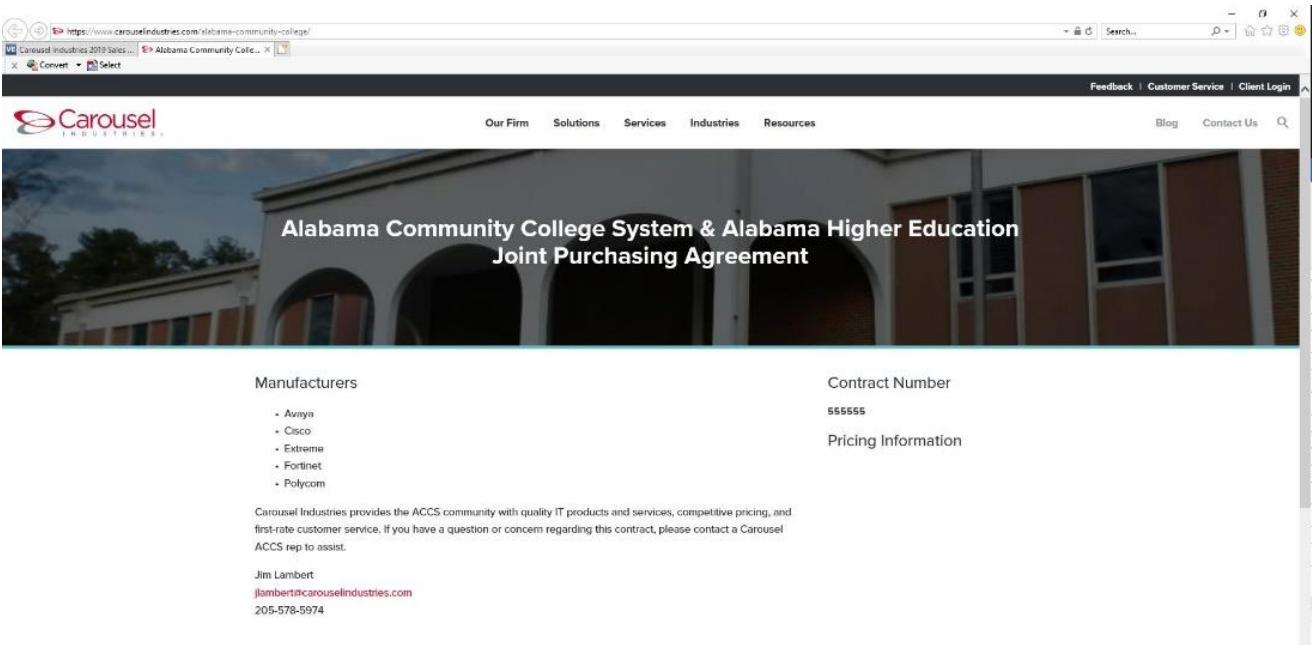 https://www.carouselindustries.com/alabama-community-college/
Search...
Carousel Industries 2019 Sales ...
Alabama Community Colle...
x Convert Select
Feedback | Customer Service | Client Login
Carousel
INDUSTRIES
Our Firm Solutions Services Industries Resources
Blog Contact Us
Alabama Community College System & Alabama Higher Education
Joint Purchasing Agreement
Manufacturers
• Avaya
• Cisco
• Extreme
• Fortinet
• Polycom
Carousel Industries provides the ACCS community with quality IT products and services, competitive pricing, and
first-rate customer service. If you have a question or concern regarding this contract, please contact a Carousel
ACCS rep to assist.
Jim Lambert
jlambert@carouselindustries.com
205-578-5974
Contract Number
555555
Pricing Information